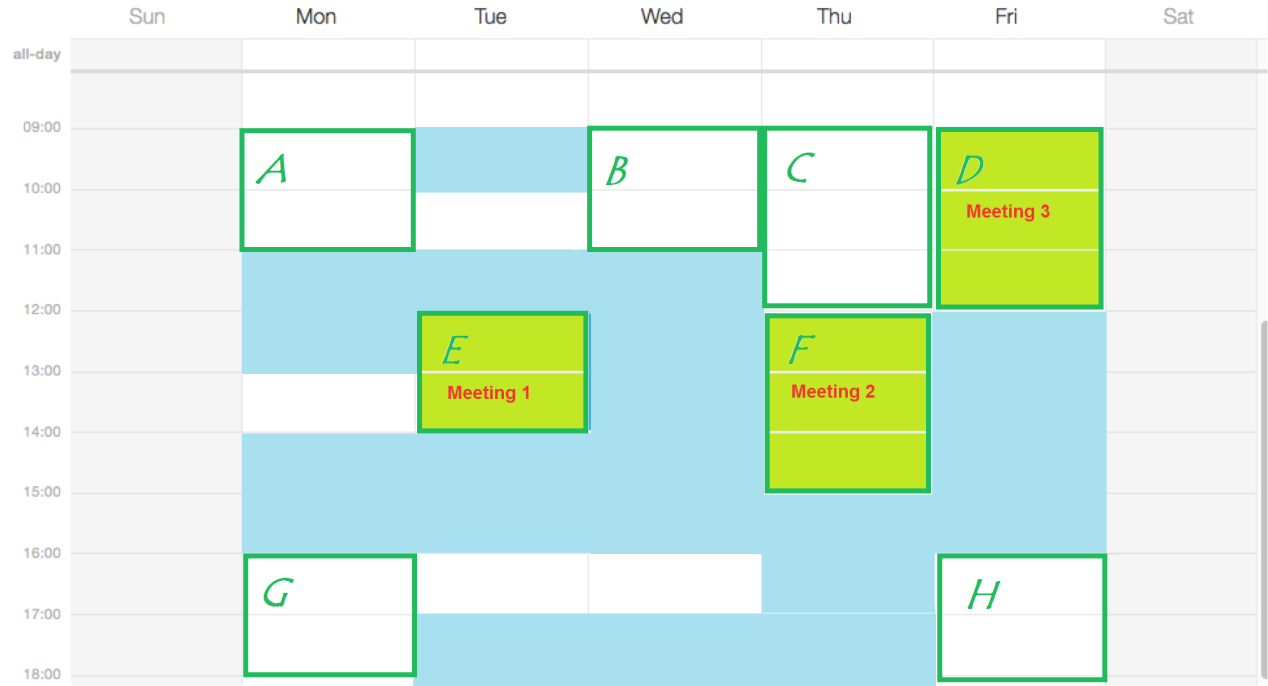 Sun Mon Tue Wed Thu Fri Sat
all-day
09:00
A B C D
10:00
Meeting 3
11:00
12:00
E F
13:00
Meeting 1 Meeting 2
14:00
15:00
16:00
G H
17:00
18:00